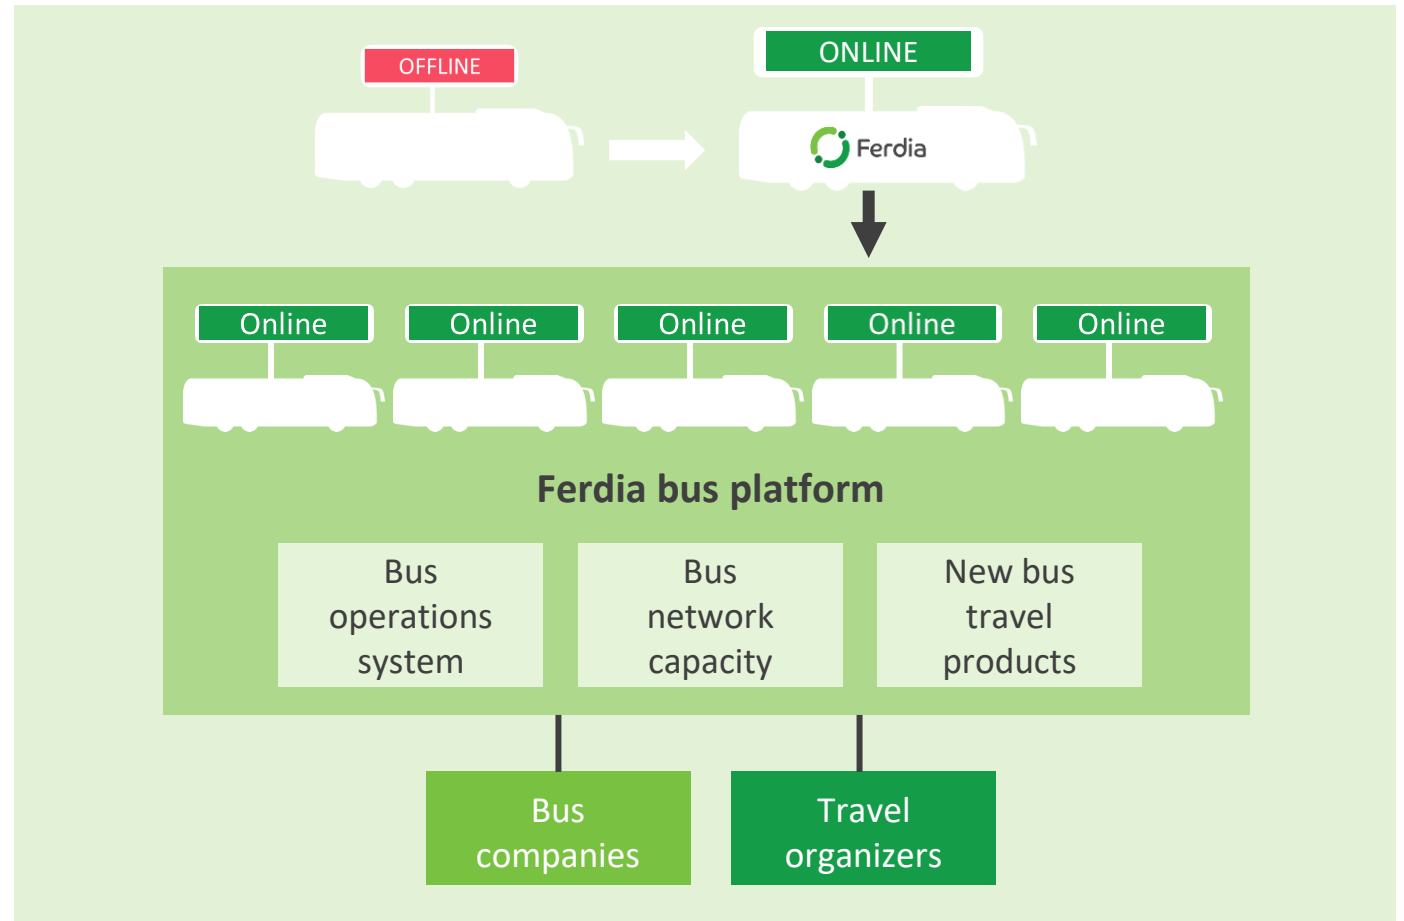 OFFLINE
ONLINE
Ferdia
Online
Online
Online
Online
Online
Ferdia bus platform
Bus
operations
system
Bus
network
capacity
New bus
travel
products
Bus
companies
Travel
organizers